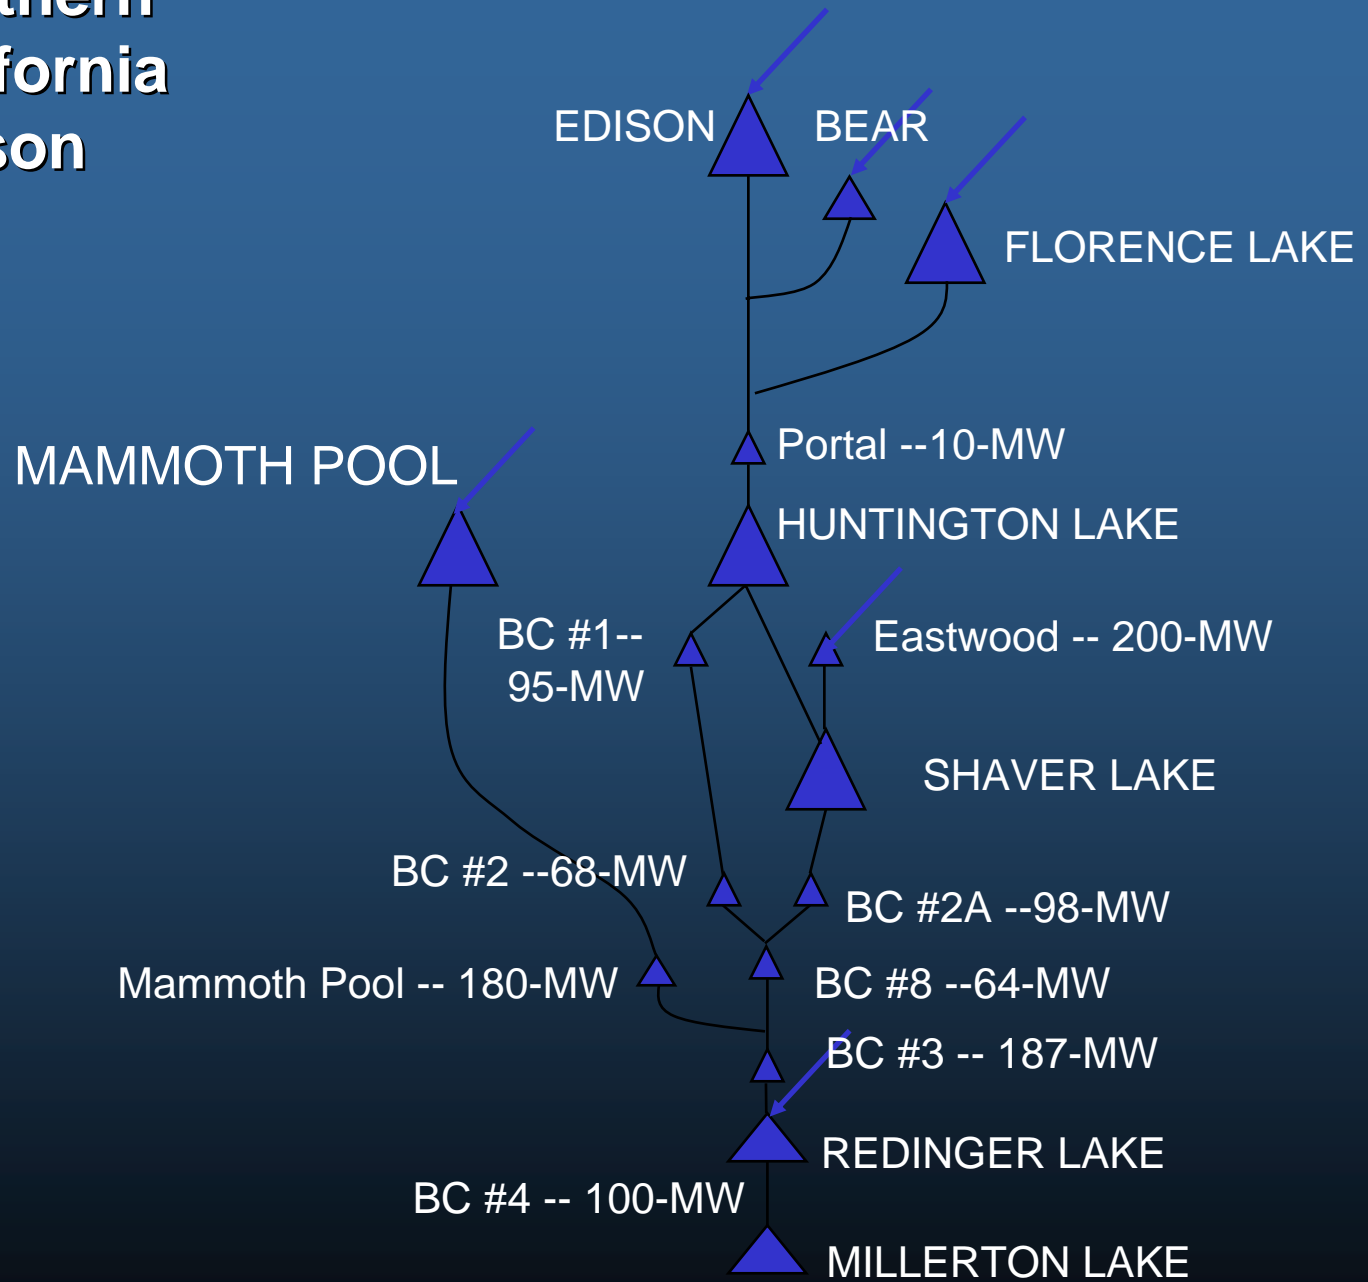 EDISON
BEAR
FLORENCE LAKE
Portal --10-MW
MAMMOTH POOL
HUNTINGTON LAKE
BC #1--
95-MW
Eastwood -- 200-MW
SHAVER LAKE
BC #2 --68-MW
BC #2A --98-MW
Mammoth Pool -- 180-MW
BC #8 --64-MW
BC #3 -- 187-MW
REDINGER LAKE
BC #4 -- 100-MW
MILLERTON LAKE